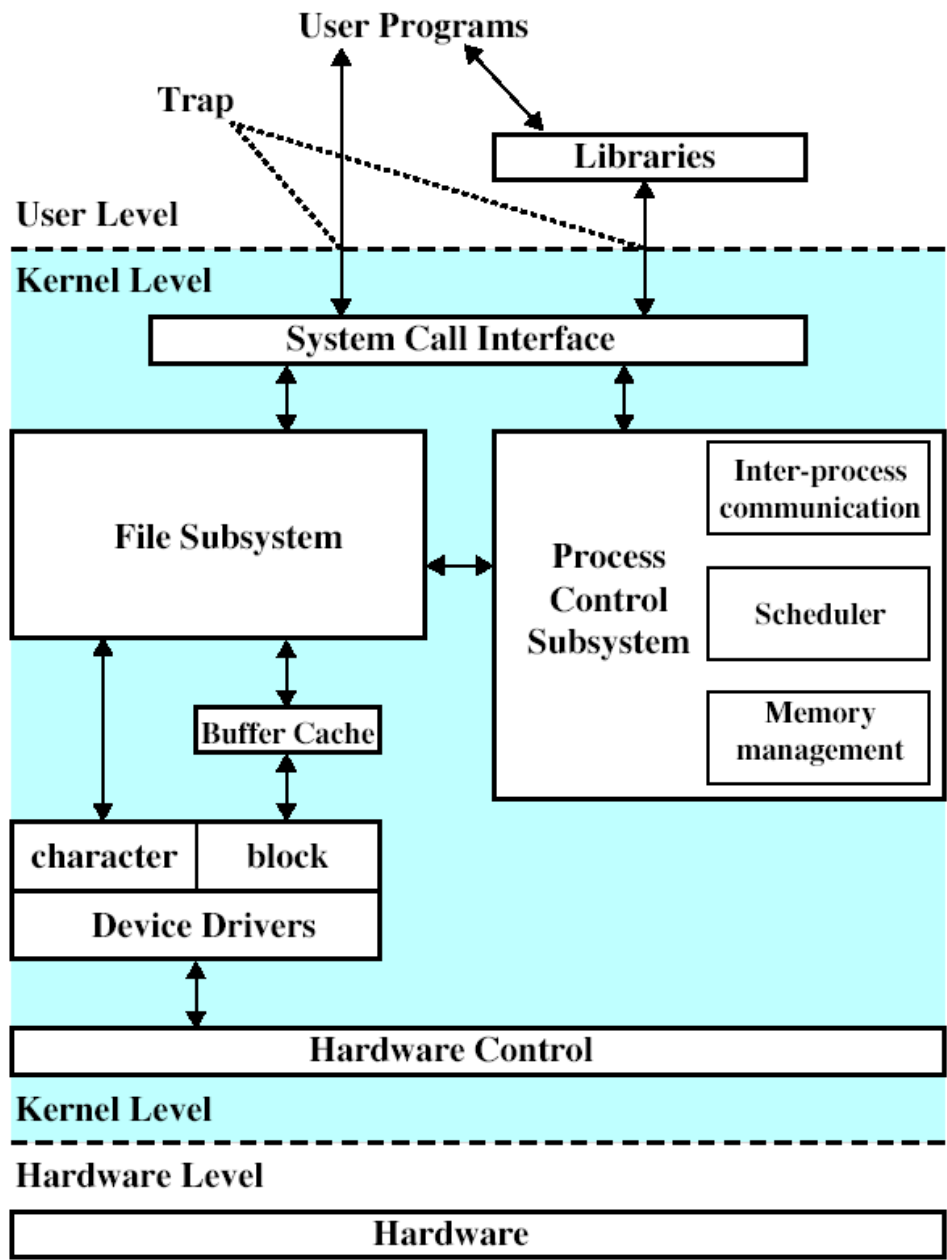 User Programs
Trap
Libraries
User Level
Kernel Level
System Call Interface
File Subsystem
Process
Control
Subsystem
Inter-process
communication
Scheduler
Memory
management
Buffer Cache
character
block
Device Drivers
Hardware Control
Kernel Level
Hardware Level
Hardware